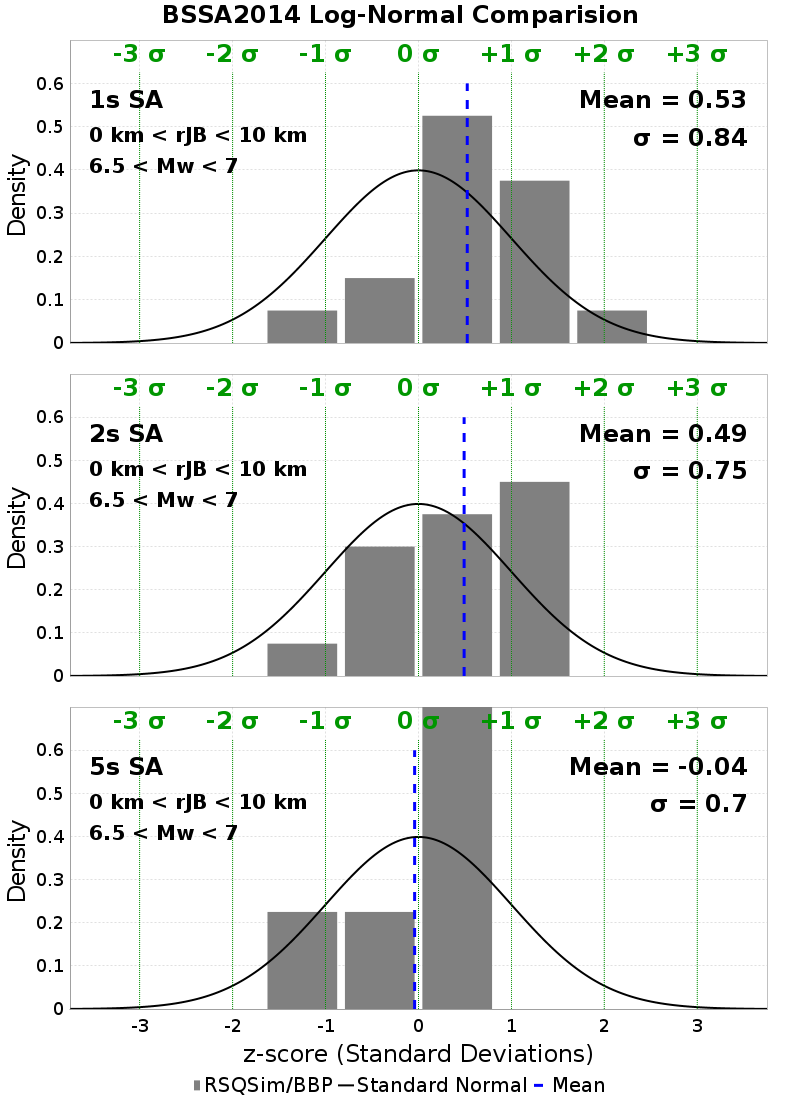 BSSA2014 Log-Normal Comparision
-3 σ -2 σ -1 σ 0 σ +1 σ +2 σ +3 σ
1s SA
0 km < rJB < 10 km
6.5 < Mw < 7
Mean = 0.53
σ = 0.84
Density
0.6
0.5
0.4
0.3
0.2
0.1
0
-3 σ -2 σ -1 σ 0 σ +1 σ +2 σ +3 σ
2s SA
0 km < rJB < 10 km
6.5 < Mw < 7
Mean = 0.49
σ = 0.75
Density
0.6
0.5
0.4
0.3
0.2
0.1
0
-3 σ -2 σ -1 σ 0 σ +1 σ +2 σ +3 σ
5s SA
0 km < rJB < 10 km
6.5 < Mw < 7
Mean = -0.04
σ = 0.7
Density
0.6
0.5
0.4
0.3
0.2
0.1
0
-3 -2 -1 0 1 2 3
z-score (Standard Deviations)
RSQSim/BBP Standard Normal Mean